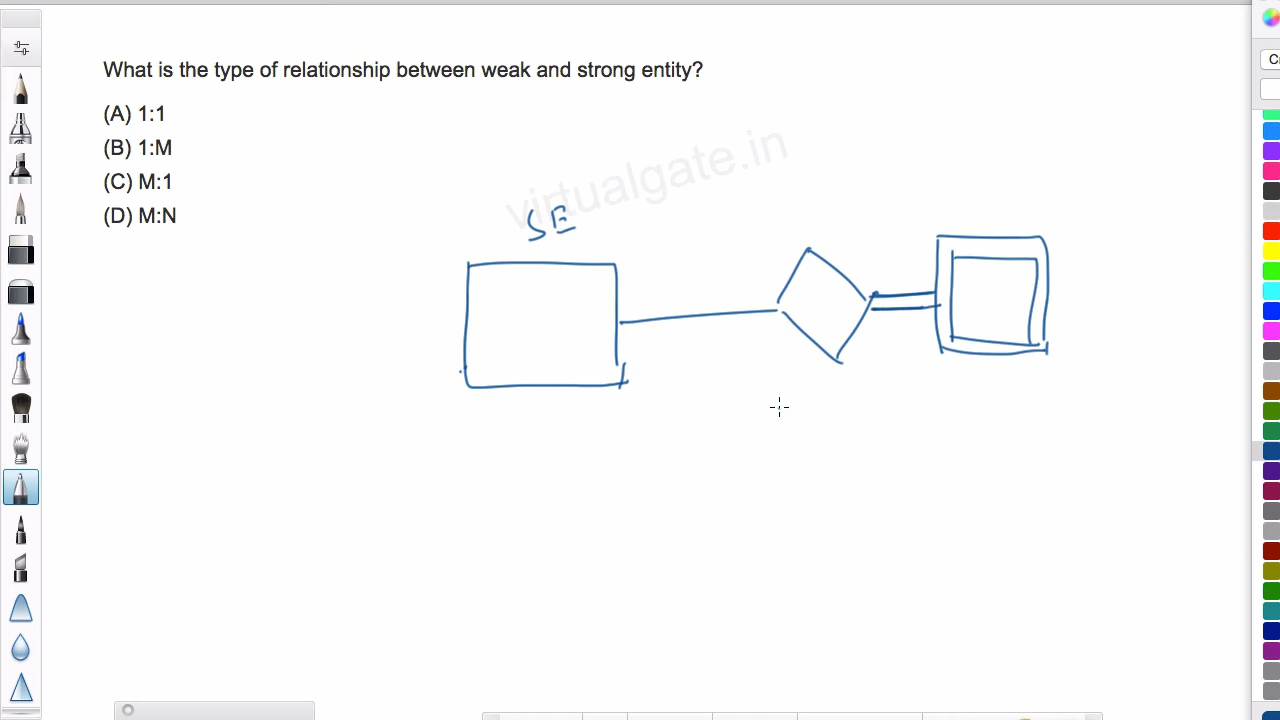 What is the type of relationship between weak and strong entity?
(A) 1:1
(B) 1:M
(C) M:1
(D) M:N
virtualgate.in
SE